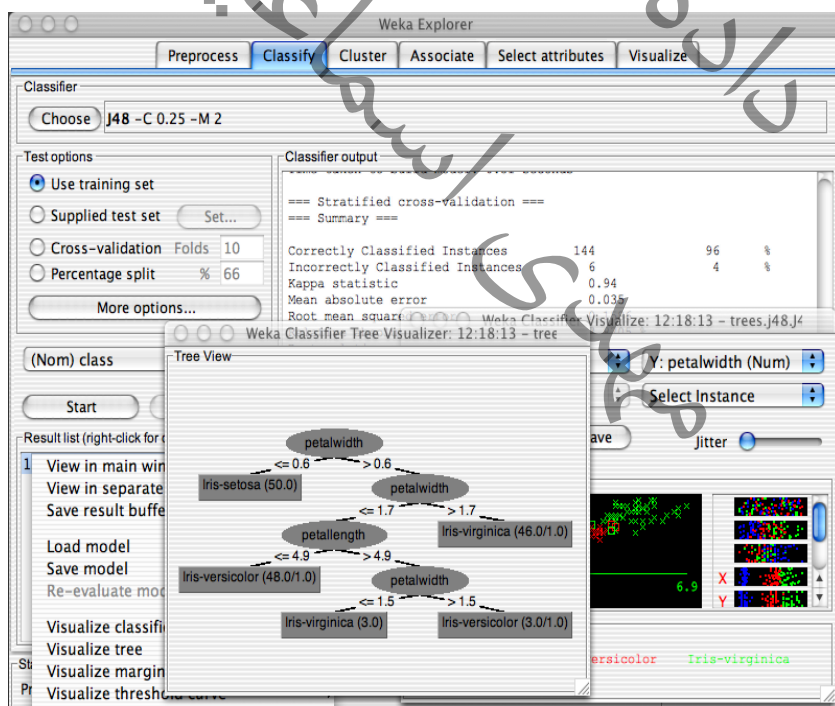 Weka Explorer
Preprocess Classify Cluster Associate Select attributes Visualize
Classifier
Choose J48 -C 0.25 -M 2
Test options
Use training set
Supplied test set Set...
Cross-validation Folds 10
Percentage split % 66
More options...
(Nom) class
Start
Result list (right-click for
Classifier output
=== Stratified cross-validation ===
=== Summary ===
Correctly Classified Instances 144 96 %
Incorrectly Classified Instances 6 4 %
Kappa statistic 0.94
Mean absolute error 0.035
Root mean square
Weka Classifier Visualize: 12:18:13 - trees.j48.J4
Y: petalwidth (Num)
Select Instance
Jitter
6.9
X
Y
Iris-virginica
View in main win
View in separate
Save result buffe
Load model
Save model
Re-evaluate mod
Visualize classifi
Visualize tree
Visualize margin
Visualize threshold curve
Weka Classifier Tree Visualizer: 12:18:13 - tree
Tree View
petalwidth
<= 0.6 > 0.6
Iris-setosa (50.0) petalwidth
<= 1.7 > 1.7
petallength Iris-virginica (46.0/1.0)
<= 4.9 > 4.9
Iris-versicolor (48.0/1.0) petalwidth
<= 1.5 > 1.5
Iris-virginica (3.0) Iris-versicolor (3.0/1.0)
مهدی اسماعیلی